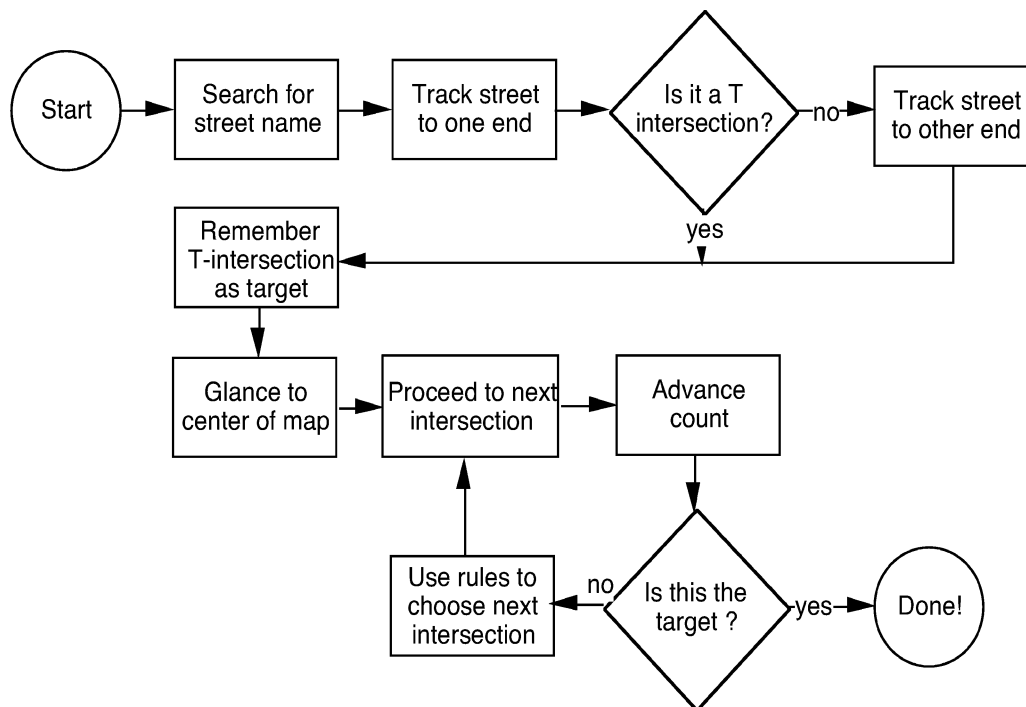 Start
Search for
street name
Track street
to one end
Is it a T
intersection?
no
Track street
to other end
yes
Remember
T-intersection
as target
Glance to
center of map
Proceed to next
intersection
Advance
count
Use rules to
choose next
intersection
no
Is this the
target ?
yes
Done!